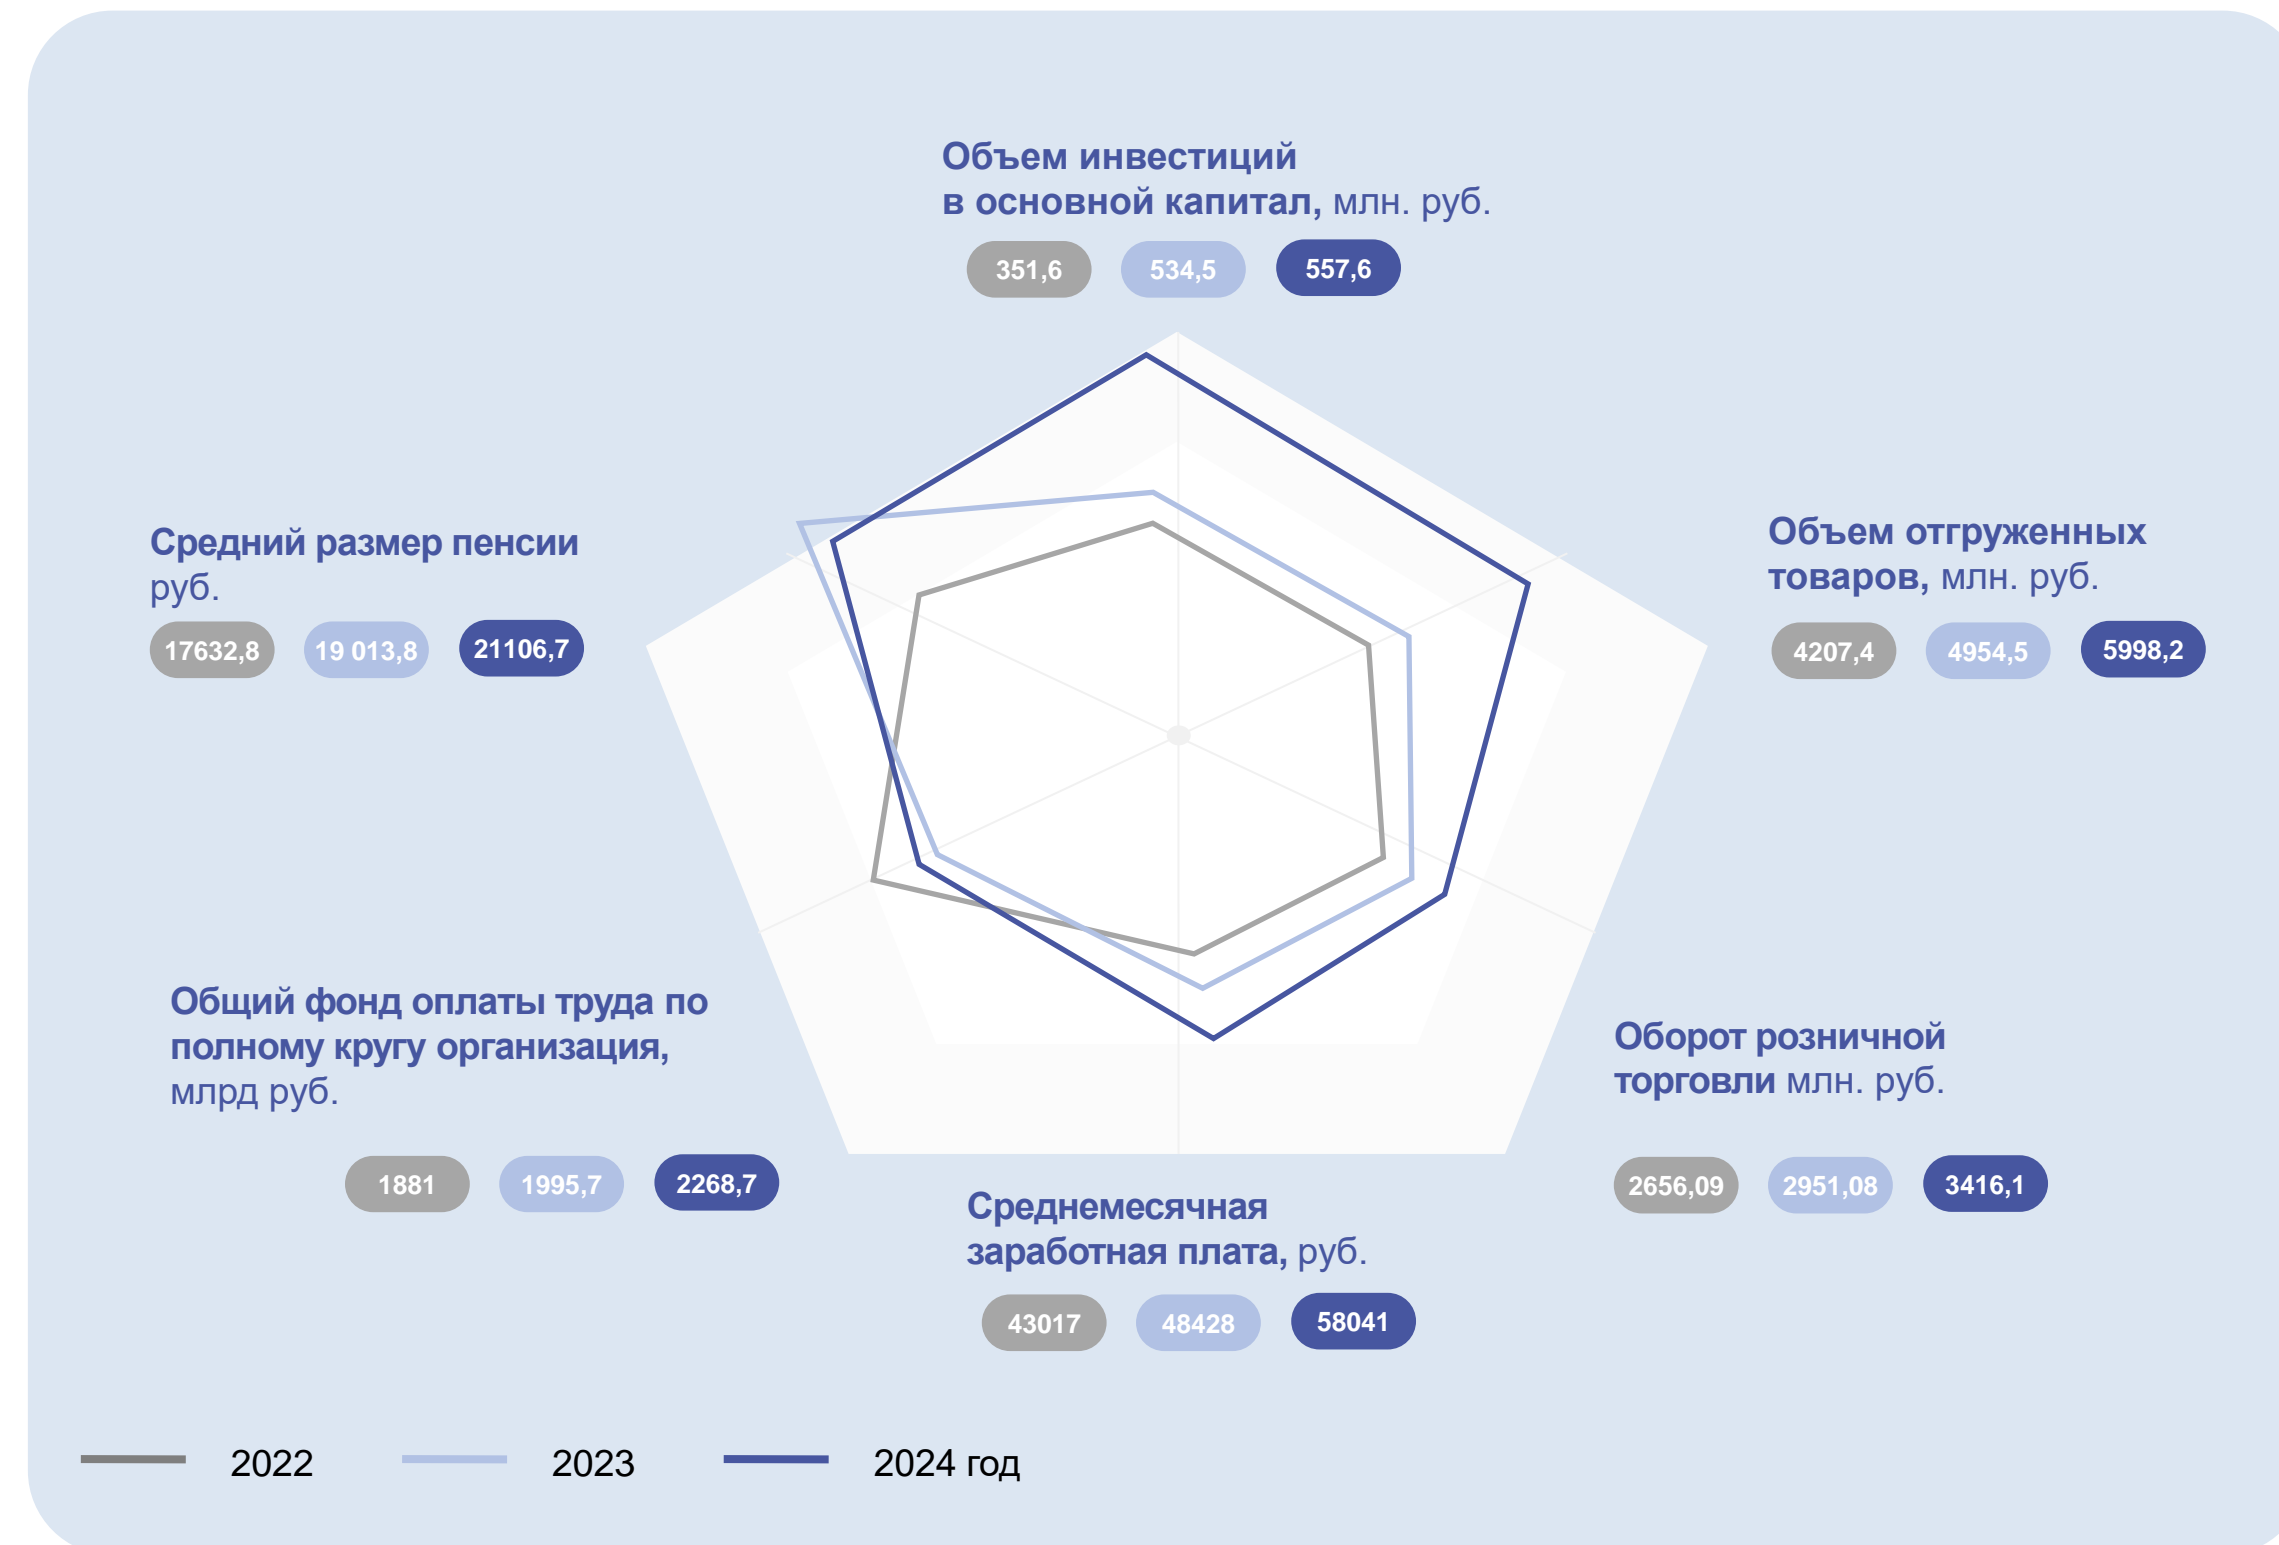 Объем инвестиций
в основной капитал, млн. руб.
351,6 534,5 557,6
Средний размер пенсии
руб.
17632,8 19 013,8 21106,7
Объем отгруженных
товаров, млн. руб.
4207,4 4954,5 5998,2
Общий фонд оплаты труда по
полному кругу организация,
млрд руб.
1881 1995,7 2268,7
Оборот розничной
торговли млн. руб.
2656,09 2951,08 3416,1
Среднемесячная
заработная плата, руб.
43017 48428 58041
2022 2023 2024 год